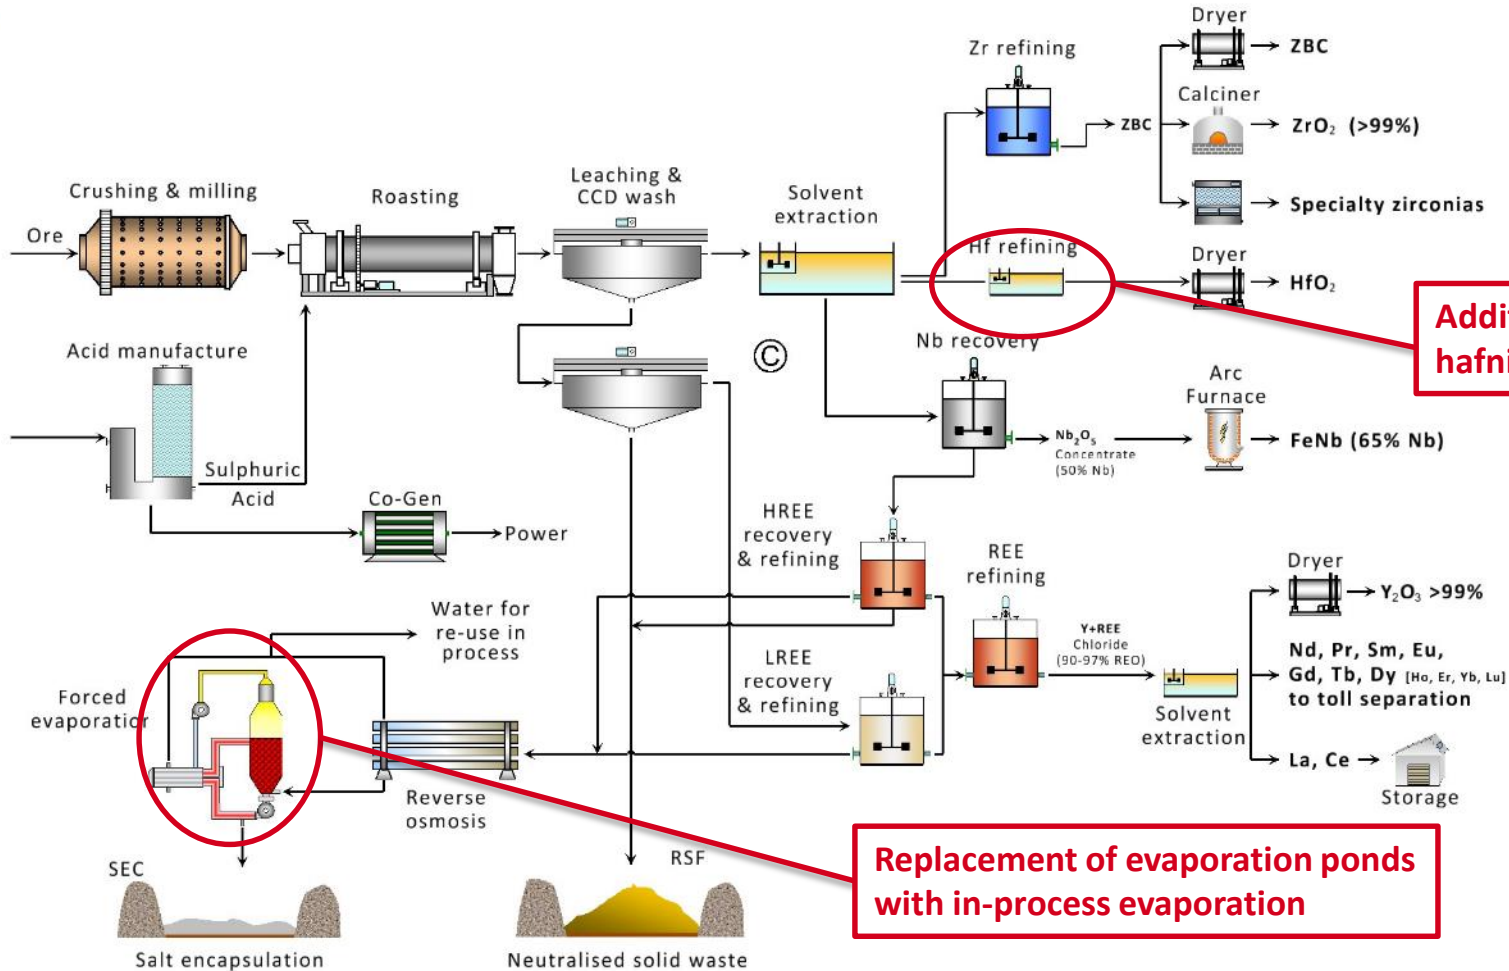 Dryer
ZBC
Zr refining
Calciner
ZBC
ZrO₂ (>99%)
Crushing & milling
Roasting
Leaching &
CCD wash
Solvent
extraction
Specialty zirconias
Ore
Hf refining
Dryer
HfO₂
Acid manufacture
©
Nb recovery
Arc
Furnace
Nb₂O₅
Concentrate
(50% Nb)
FeNb (65% Nb)
Sulphuric
Acid
Co-Gen
Power
HREE
recovery
& refining
REE
refining
Dryer
Y₂O₃ >99%
Water for
re-use in
process
Y+REE
Chloride
(90-97% REO)
Nd, Pr, Sm, Eu,
Gd, Tb, Dy [Ho, Er, Yb, Lu]
to toll separation
LREE
recovery
& refining
Forced
evaporation
Solvent
extraction
La, Ce
Storage
Reverse
osmosis
SEC
RSF
Salt encapsulation
Neutralised solid waste
Replacement of evaporation ponds
with in-process evaporation